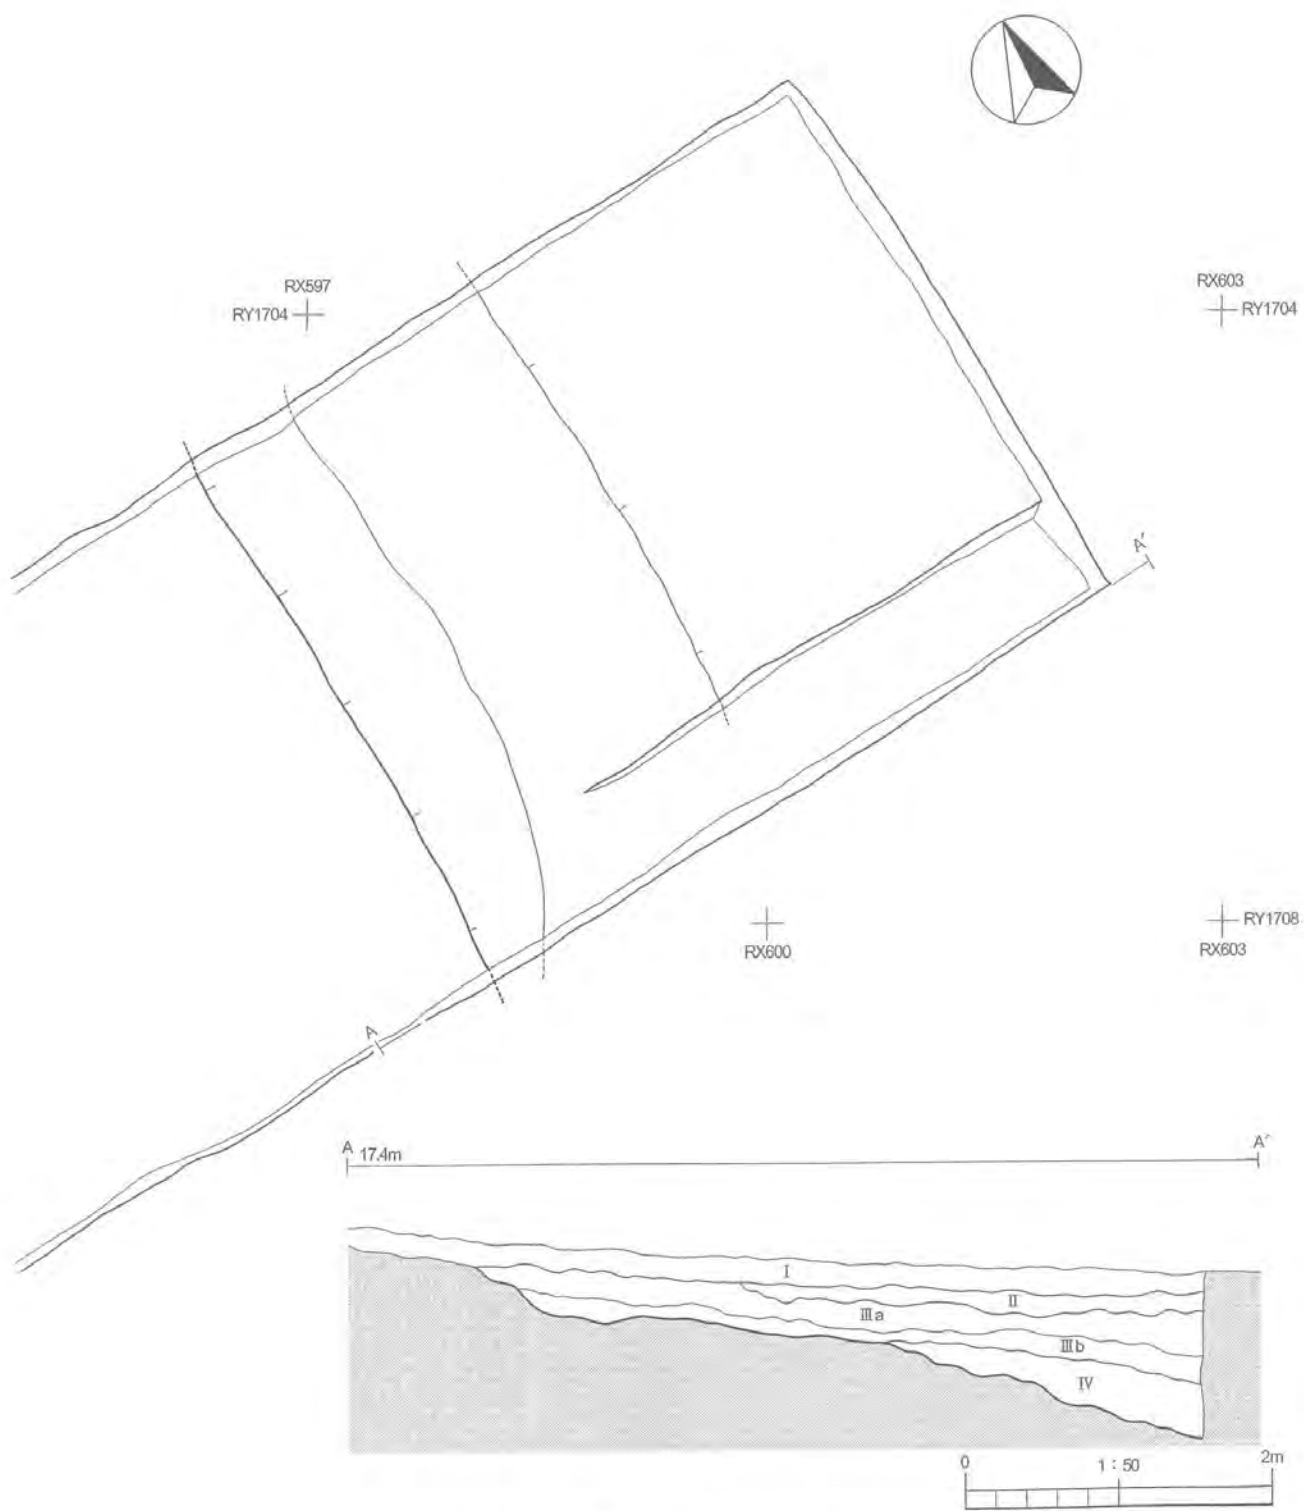 RX597
RY1704
RX603
RY1704
A'
RX600
RY1708
RX603
A
A 17.4m
A'
I
II
IIIa
IIIb
IV
0
1:50
2m